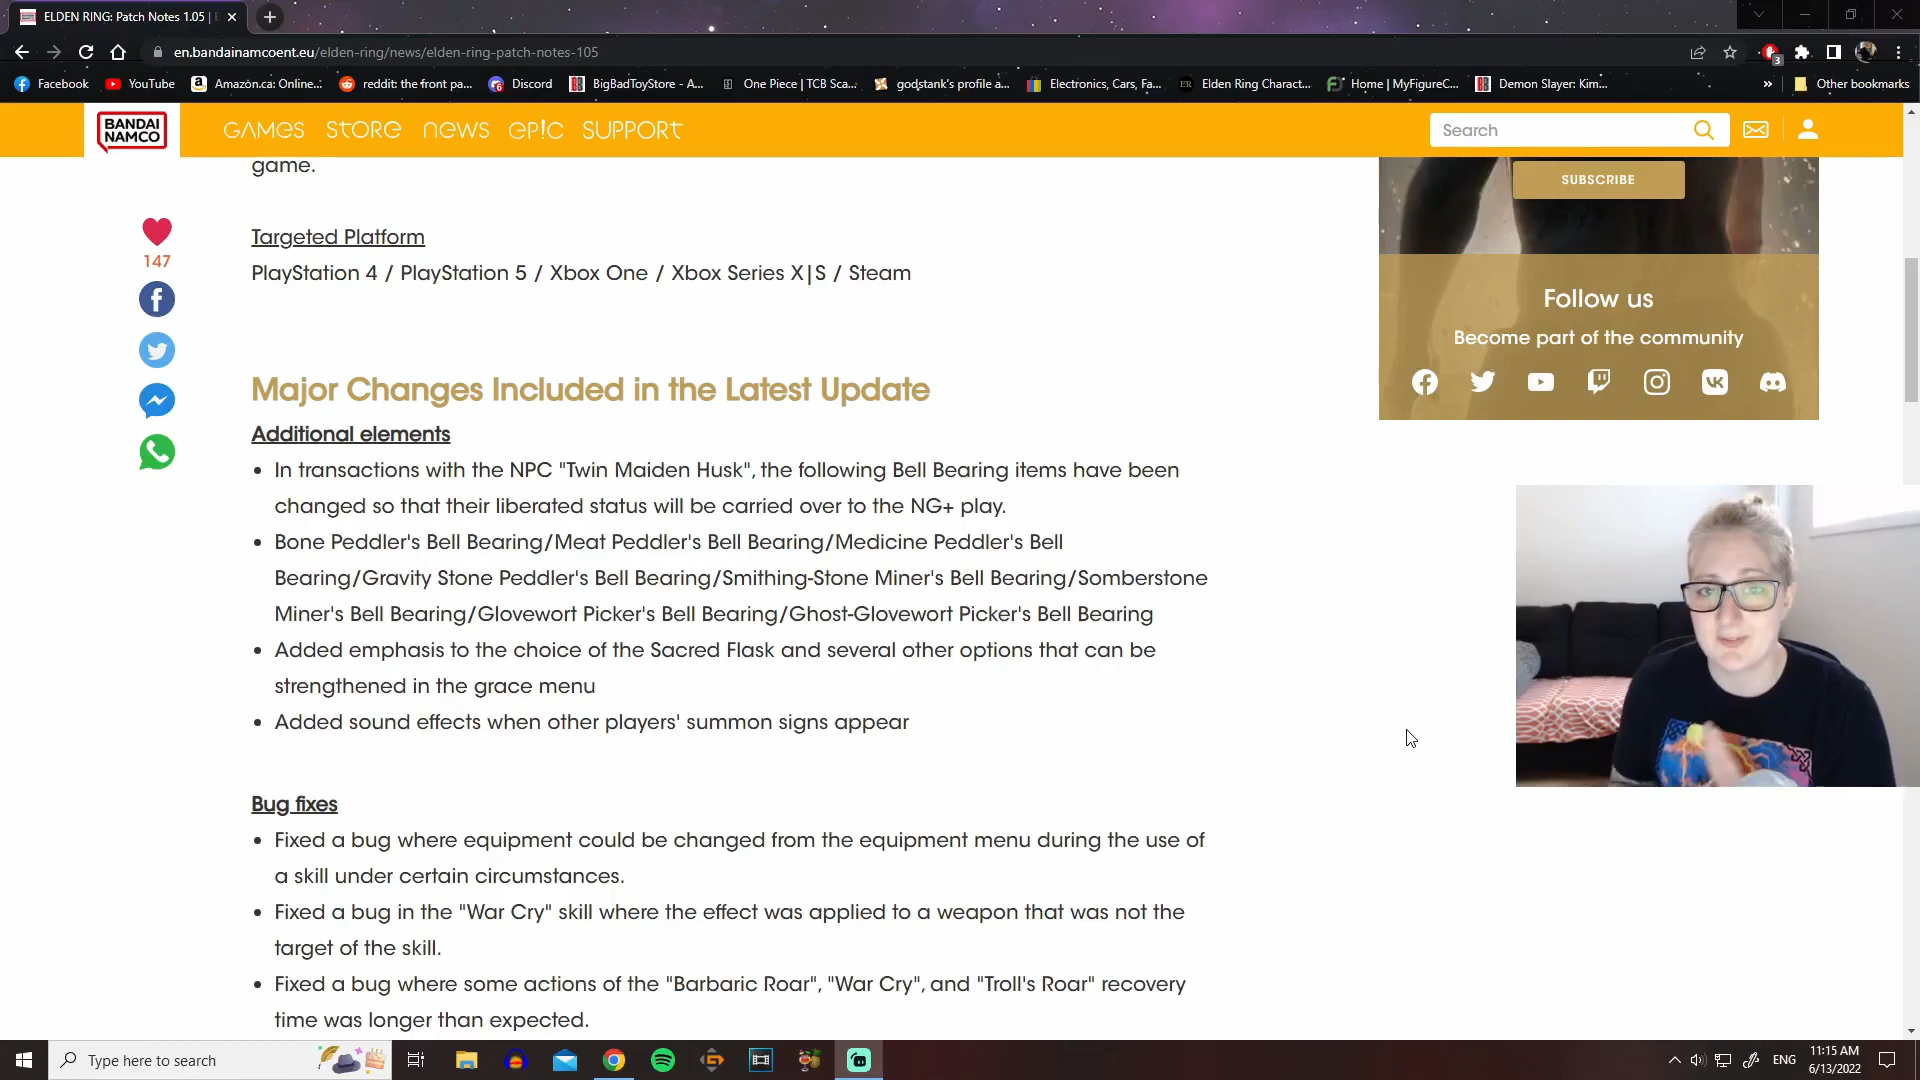 ELDEN RING: Patch Notes 1.05 |
en.bandainamcoent.eu/elden-ring/news/elden-ring-patch-notes-105
3
Facebook YouTube Amazon.ca: Online... reddit: the front pa... Discord BigBadToyStore - A... One Piece | TCB Sca... godstank's profile a... Electronics, Cars, Fa... ER Elden Ring Charact... Home | MyFigureC... Demon Slayer: Kim... » Other bookmarks
BANDAI
NAMCO
GAMES STORE NEWS EP!C SUPPORT
Search
game.
SUBSCRIBE
147
Targeted Platform
PlayStation 4 / PlayStation 5 / Xbox One / Xbox Series X|S / Steam
Follow us
Become part of the community
Major Changes Included in the Latest Update
Additional elements
• In transactions with the NPC "Twin Maiden Husk", the following Bell Bearing items have been
changed so that their liberated status will be carried over to the NG+ play.
• Bone Peddler's Bell Bearing/Meat Peddler's Bell Bearing/Medicine Peddler's Bell
Bearing/Gravity Stone Peddler's Bell Bearing/Smithing-Stone Miner's Bell Bearing/Somberstone
Miner's Bell Bearing/Glovewort Picker's Bell Bearing/Ghost-Glovewort Picker's Bell Bearing
• Added emphasis to the choice of the Sacred Flask and several other options that can be
strengthened in the grace menu
• Added sound effects when other players' summon signs appear
Bug fixes
• Fixed a bug where equipment could be changed from the equipment menu during the use of
a skill under certain circumstances.
• Fixed a bug in the "War Cry" skill where the effect was applied to a weapon that was not the
target of the skill.
• Fixed a bug where some actions of the "Barbaric Roar", "War Cry", and "Troll's Roar" recovery
time was longer than expected.
Type here to search
ENG
11:15 AM
6/13/2022